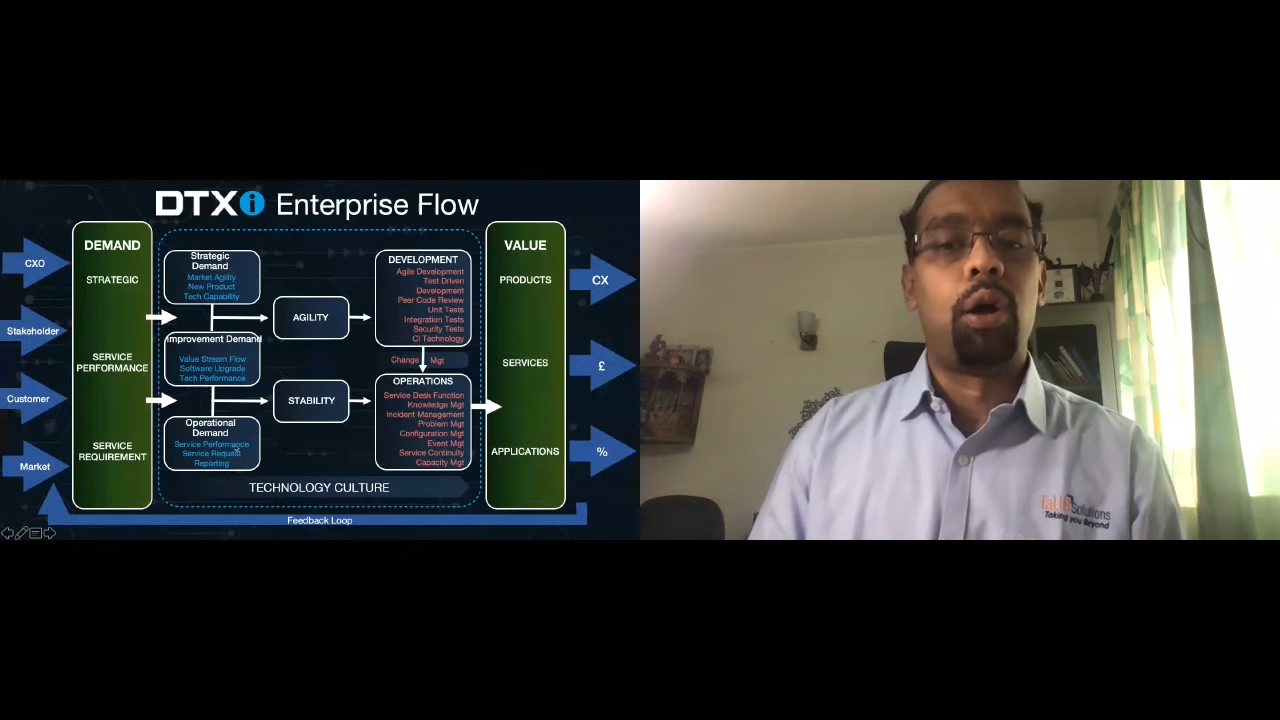 DTXi Enterprise Flow
CXO
Stakeholder
Customer
Market
DEMAND
STRATEGIC
SERVICE
PERFORMANCE
SERVICE
REQUIREMENT
Strategic
Demand
Market Agility
New Product
Tech Capability
Improvement Demand
Value Stream Flow
Software Upgrade
Tech Performance
Operational
Demand
Service Performance
Service Request
Reporting
AGILITY
STABILITY
DEVELOPMENT
Agile Development
Test Driven
Development
Peer Code Review
Unit Tests
Integration Tests
Security Tests
CI Technology
Change Mgt
OPERATIONS
Service Desk Function
Knowledge Mgt
Incident Management
Problem Mgt
Configuration Mgt
Event Mgt
Service Continuity
Capacity Mgt
TECHNOLOGY CULTURE
VALUE
PRODUCTS
SERVICES
APPLICATIONS
CX
£
%
Feedback Loop
Solutions
Taking you Beyond